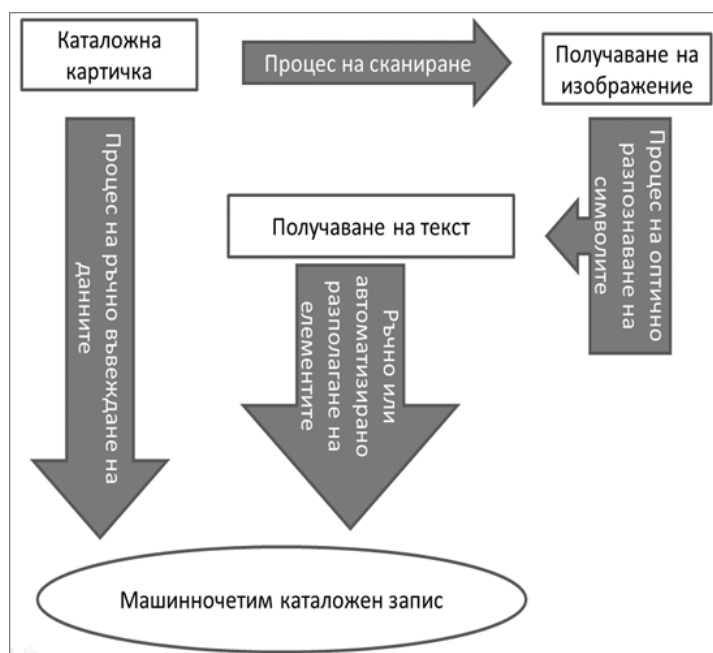 Каталожна
картичка
Процес на сканиране
Получаване на
изображение
Процес на оптично
разпознаване на
символите
Получаване на текст
Процес на ръчно въвеждане на
данните
Ръчно или
автоматизирано
разполагане на
елементите
Машинночетим каталожен запис